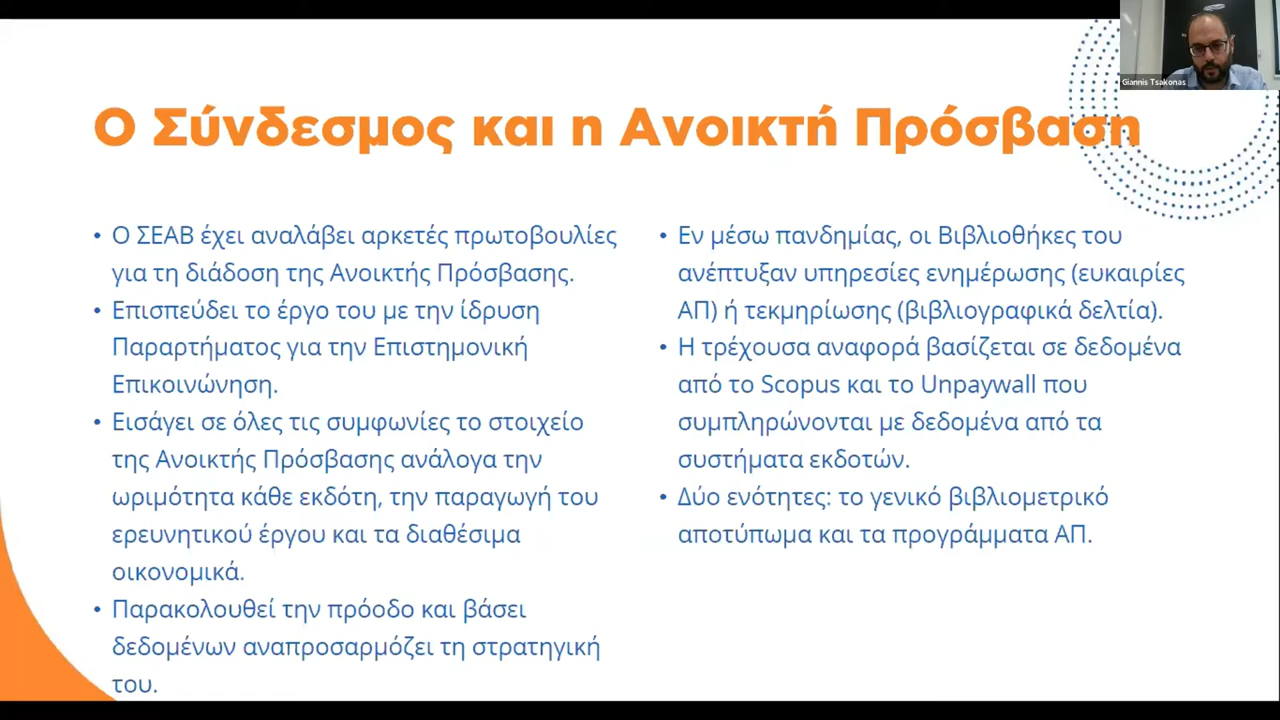 Giannis Tsakonas
Ο Σύνδεσμος και η Ανοικτή Πρόσβαση
• Ο ΣΕΑΒ έχει αναλάβει αρκετές πρωτοβουλίες
για τη διάδοση της Ανοικτής Πρόσβασης.
• Επισπεύδει το έργο του με την ίδρυση
Παραρτήματος για την Επιστημονική
Επικοινώνηση.
• Εισάγει σε όλες τις συμφωνίες το στοιχείο
της Ανοικτής Πρόσβασης ανάλογα την
ωριμότητα κάθε εκδότη, την παραγωγή του
ερευνητικού έργου και τα διαθέσιμα
οικονομικά.
• Παρακολουθεί την πρόοδο και βάσει
δεδομένων αναπροσαρμόζει τη στρατηγική
του.
• Εν μέσω πανδημίας, οι Βιβλιοθήκες του
ανέπτυξαν υπηρεσίες ενημέρωσης (ευκαιρίες
ΑΠ) ή τεκμηρίωσης (βιβλιογραφικά δελτία).
• Η τρέχουσα αναφορά βασίζεται σε δεδομένα
από το Scopus και το Unpaywall που
συμπληρώνονται με δεδομένα από τα
συστήματα εκδοτών.
• Δύο ενότητες: το γενικό βιβλιομετρικό
αποτύπωμα και τα προγράμματα ΑΠ.